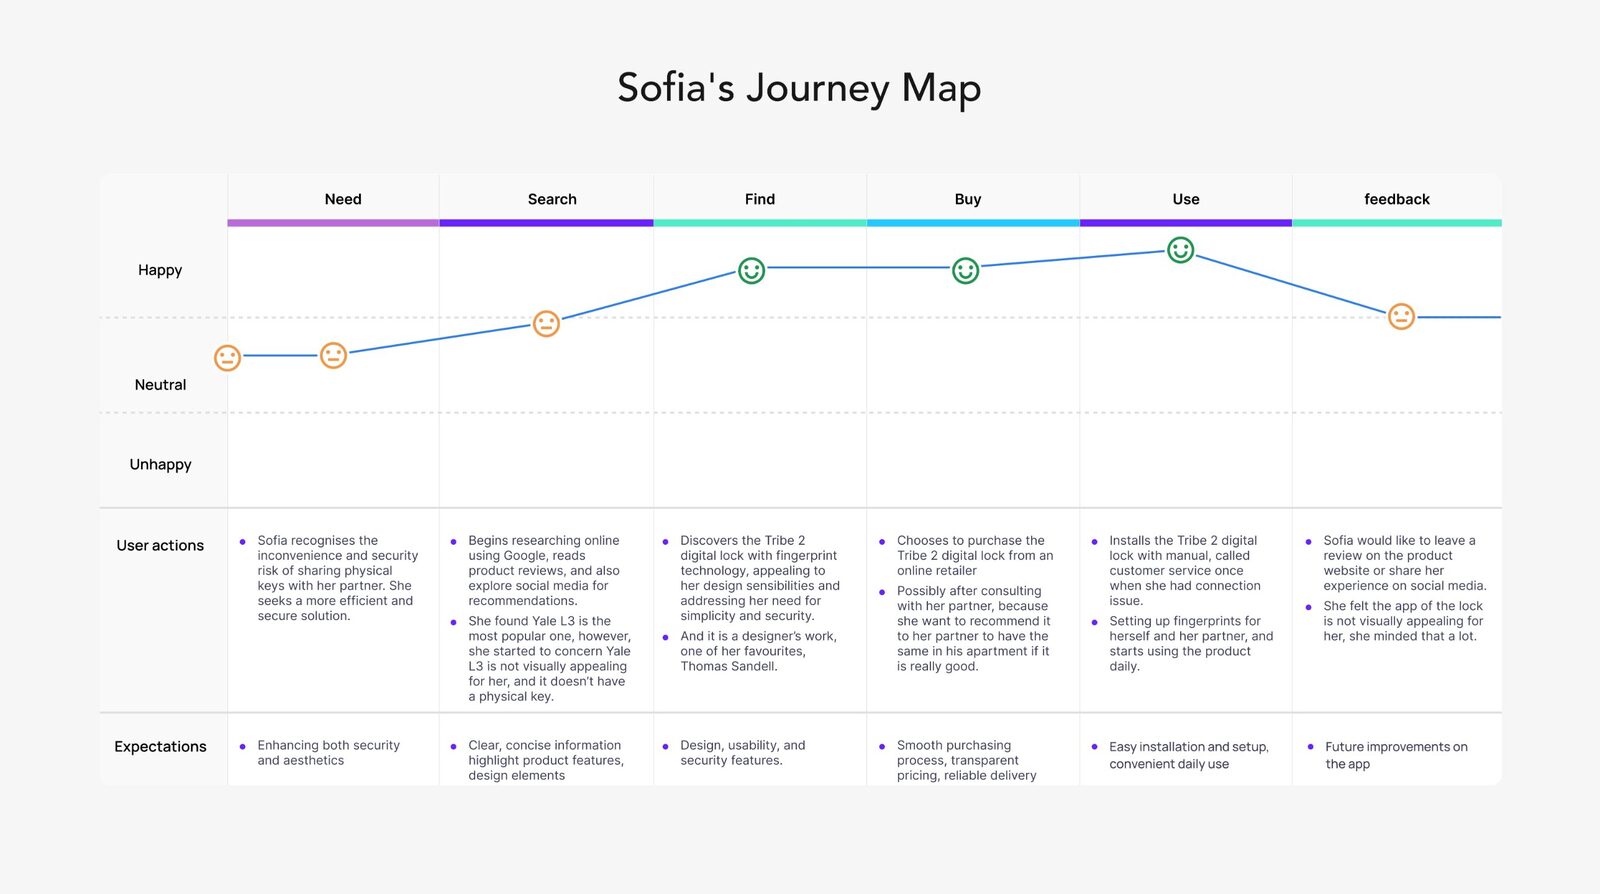 Sofia's Journey Map
Need
Search
Find
Buy
Use
feedback
Happy
Neutral
Unhappy
User actions
Sofia recognises the
inconvenience and security
risk of sharing physical
keys with her partner. She
seeks a more efficient and
secure solution.
Begins researching online
using Google, reads
product reviews, and also
explore social media for
recommendations.
She found Yale L3 is the
most popular one, however,
she started to concern Yale
L3 is not visually appealing
for her, and it doesn't have
a physical key.
Discovers the Tribe 2
digital lock with fingerprint
technology, appealing to
her design sensibilities and
addressing her need for
simplicity and security.
And it is a designer's work,
one of her favourites,
Thomas Sandell.
Chooses to purchase the
Tribe 2 digital lock from an
online retailer
Possibly after consulting
with her partner, because
she want to recommend it
to her partner to have the
same in his apartment if it
is really good.
Installs the Tribe 2 digital
lock with manual, called
customer service once
when she had connection
issue.
Setting up fingerprints for
herself and her partner, and
starts using the product
daily.
Sofia would like to leave a
review on the product
website or share her
experience on social media.
She felt the app of the lock
is not visually appealing for
her, she minded that a lot.
Expectations
Enhancing both security
and aesthetics
Clear, concise information
highlight product features,
design elements
Design, usability, and
security features.
Smooth purchasing
process, transparent
pricing, reliable delivery
Easy installation and setup,
convenient daily use
Future improvements on
the app